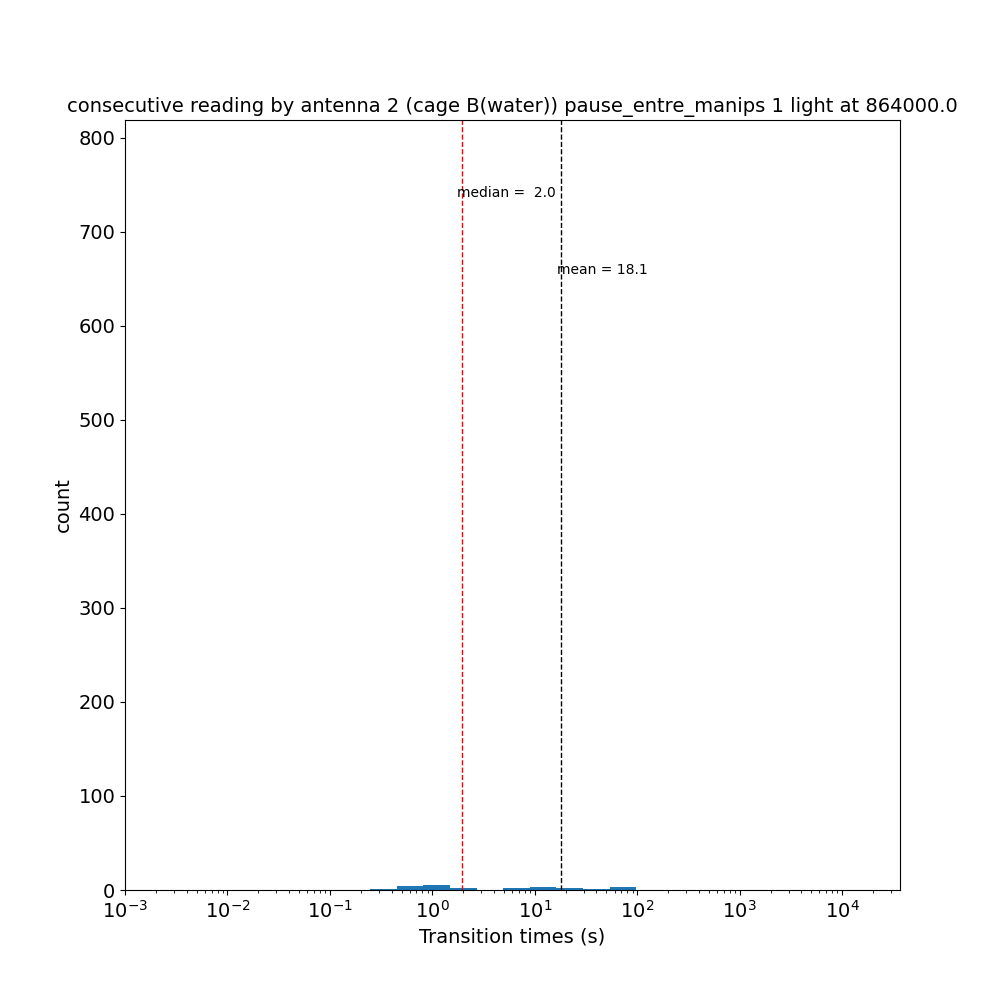 consecutive reading by antenna 2 (cage B(water)) pause_entre_manips 1 light at 864000.0
800
median =  2.0
700
mean = 18.1
600
500
count
400
300
200
100
0
10⁻³ 10⁻² 10⁻¹ 10⁰ 10¹ 10² 10³ 10⁴
Transition times (s)